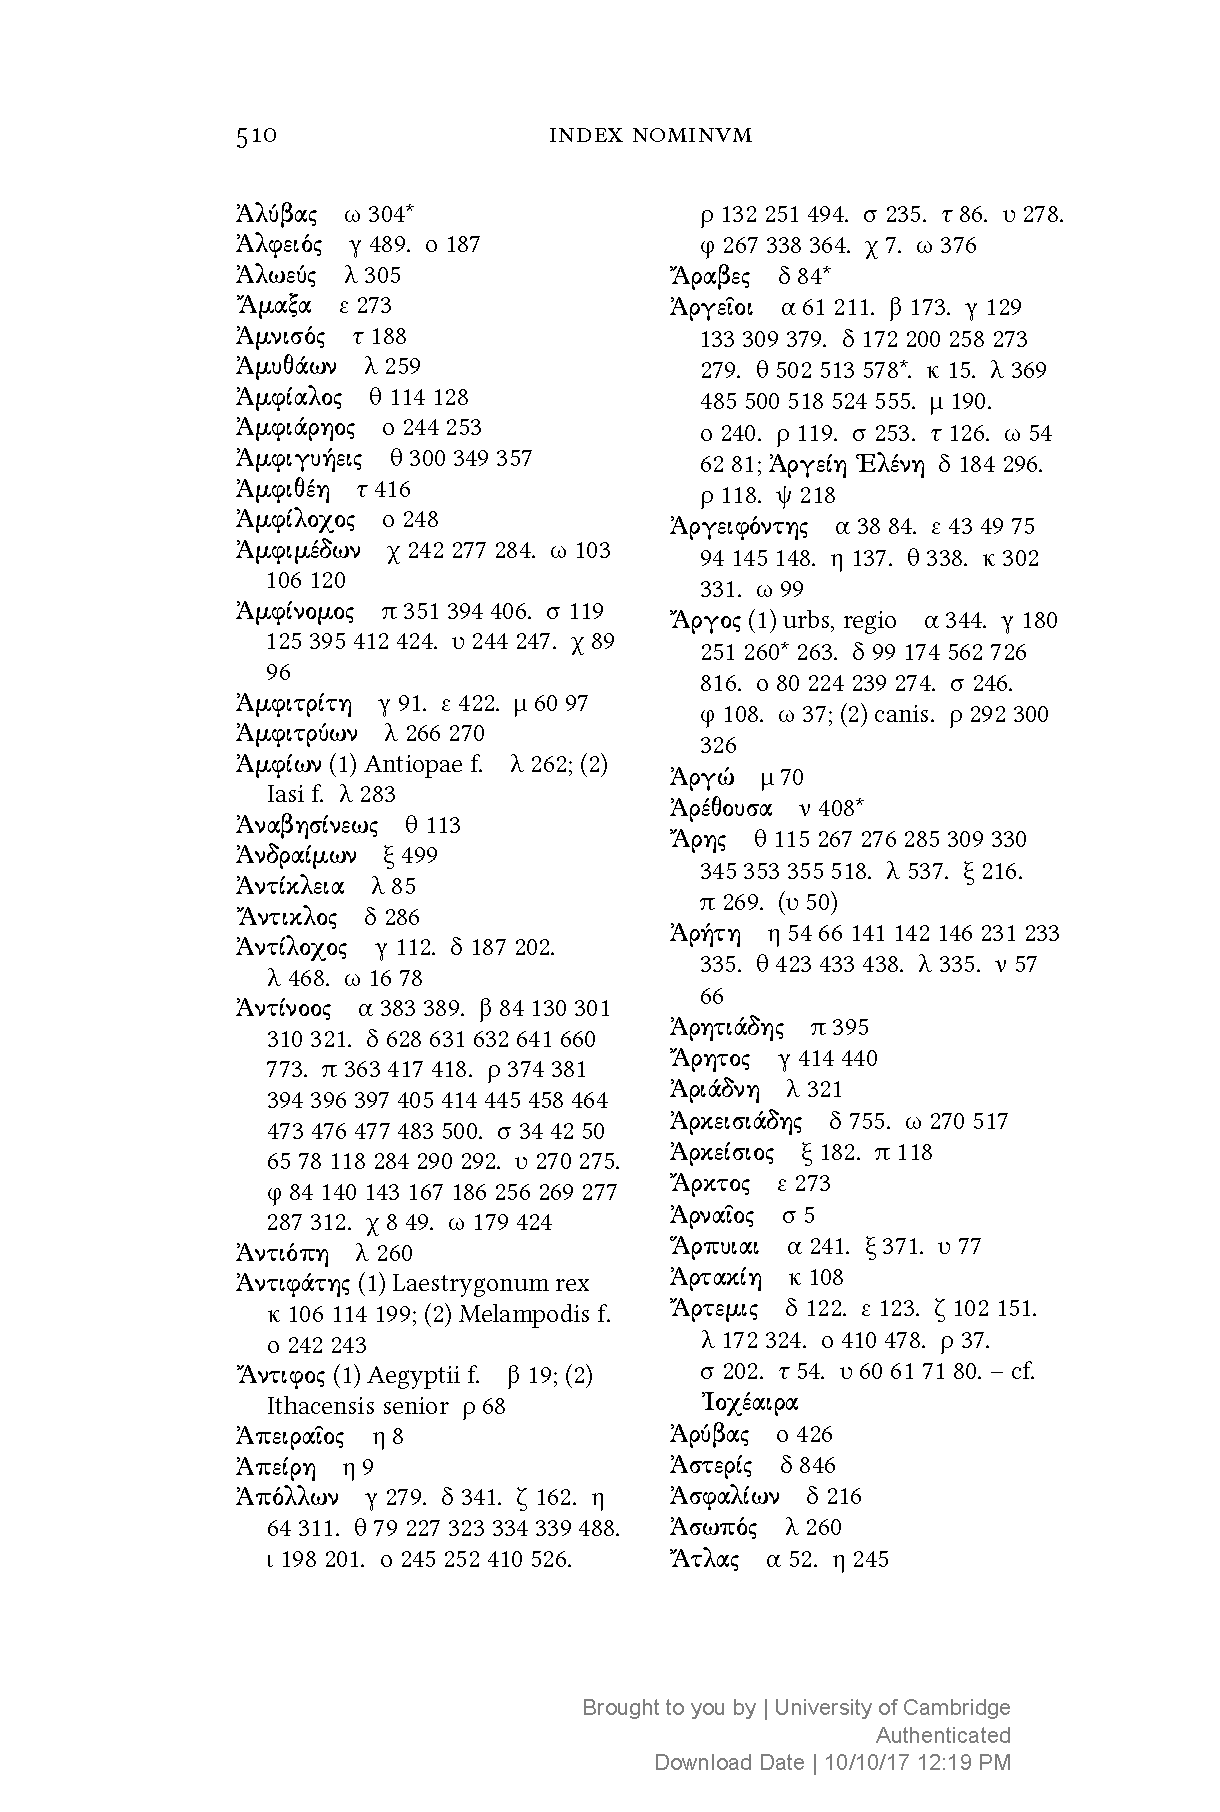 510 INDEX NOMINVM
Ἀλύβας ω 304*
Ἀλφειός γ 489. ο 187
Ἀλωεύς λ 305
Ἄμαξα ε 273
Ἀμνισός τ 188
Ἀμυθάων λ 259
Ἀμφίαλος θ 114 128
Ἀμφιάρηος ο 244 253
Ἀμφιγυήεις θ 300 349 357
Ἀμφιθέη τ 416
Ἀμφίλοχος ο 248
Ἀμφιμέδων χ 242 277 284. ω 103
106 120
Ἀμφίνομος π 351 394 406. σ 119
125 395 412 424. υ 244 247. χ 89
96
Ἀμφιτρίτη γ 91. ε 422. μ 60 97
Ἀμφιτρύων λ 266 270
Ἀμφίων (1) Antiopae f. λ 262; (2)
Iasi f. λ 283
Ἀναβησίνεως θ 113
Ἀνδραίμων ξ 499
Ἀντίκλεια λ 85
Ἄντικλος δ 286
Ἀντίλοχος γ 112. δ 187 202.
λ 468. ω 16 78
Ἀντίνοος α 383 389. β 84 130 301
310 321. δ 628 631 632 641 660
773. π 363 417 418. ρ 374 381
394 396 397 405 414 445 458 464
473 476 477 483 500. σ 34 42 50
65 78 118 284 290 292. υ 270 275.
φ 84 140 143 167 186 256 269 277
287 312. χ 8 49. ω 179 424
Ἀντιόπη λ 260
Ἀντιφάτης (1) Laestrygonum rex
κ 106 114 199; (2) Melampodis f.
ο 242 243
Ἄντιφος (1) Aegyptii f. β 19; (2)
Ithacensis senior ρ 68
Ἀπειραῖος η 8
Ἀπείρη η 9
Ἀπόλλων γ 279. δ 341. ζ 162. η
64 311. θ 79 227 323 334 339 488.
ι 198 201. ο 245 252 410 526.
ρ 132 251 494. σ 235. τ 86. υ 278.
φ 267 338 364. χ 7. ω 376
Ἄραβες δ 84*
Ἀργεῖοι α 61 211. β 173. γ 129
133 309 379. δ 172 200 258 273
279. θ 502 513 578*. κ 15. λ 369
485 500 518 524 555. μ 190.
ο 240. ρ 119. σ 253. τ 126. ω 54
62 81; Ἀργείη Ἑλένη δ 184 296.
ρ 118. ψ 218
Ἀργειφόντης α 38 84. ε 43 49 75
94 145 148. η 137. θ 338. κ 302
331. ω 99
Ἄργος (1) urbs, regio α 344. γ 180
251 260* 263. δ 99 174 562 726
816. ο 80 224 239 274. σ 246.
φ 108. ω 37; (2) canis. ρ 292 300
326
Ἀργώ μ 70
Ἀρέθουσα ν 408*
Ἄρης θ 115 267 276 285 309 330
345 353 355 518. λ 537. ξ 216.
π 269. (υ 50)
Ἀρήτη η 54 66 141 142 146 231 233
335. θ 423 433 438. λ 335. ν 57
66
Ἀρητιάδης π 395
Ἄρητος γ 414 440
Ἀριάδνη λ 321
Ἀρκεισιάδης δ 755. ω 270 517
Ἀρκείσιος ξ 182. π 118
Ἄρκτος ε 273
Ἀρναῖος σ 5
Ἅρπυιαι α 241. ξ 371. υ 77
Ἀρτακίη κ 108
Ἄρτεμις δ 122. ε 123. ζ 102 151.
λ 172 324. ο 410 478. ρ 37.
σ 202. τ 54. υ 60 61 71 80. – cf.
Ἰοχέαιρα
Ἀρύβας ο 426
Ἀστερίς δ 846
Ἀσφαλίων δ 216
Ἀσωπός λ 260
Ἄτλας α 52. η 245
Brought to you by | University of Cambridge
Authenticated
Download Date | 10/10/17 12:19 PM